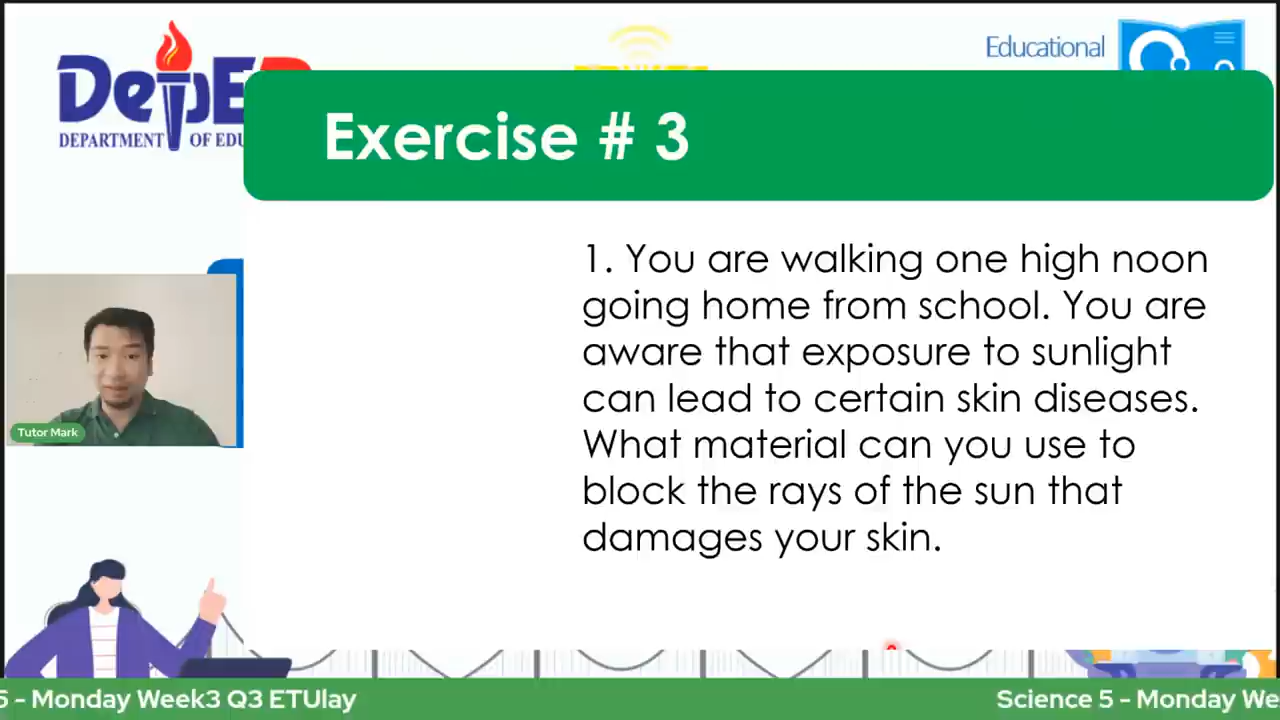 DepED
DEPARTMENT OF EDU
Educational
Exercise # 3
1. You are walking one high noon
going home from school. You are
aware that exposure to sunlight
can lead to certain skin diseases.
What material can you use to
block the rays of the sun that
damages your skin.
Tutor Mark
5 - Monday Week3 Q3 ETUlay
Science 5 - Monday We